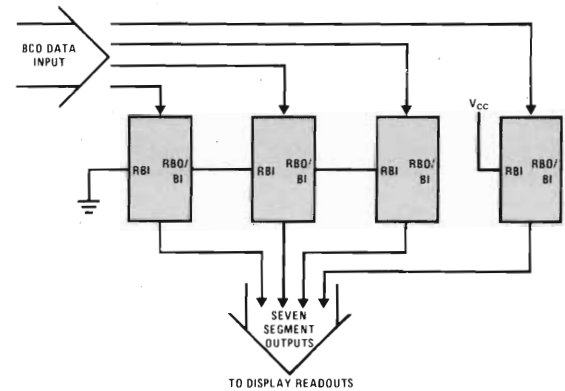 BCD DATA
INPUT
VCC
RBI
RBO/
BI
RBI
RBO/
BI
RBI
RBO/
BI
RBI
RBO/
BI
SEVEN
SEGMENT
OUTPUTS
TO DISPLAY READOUTS